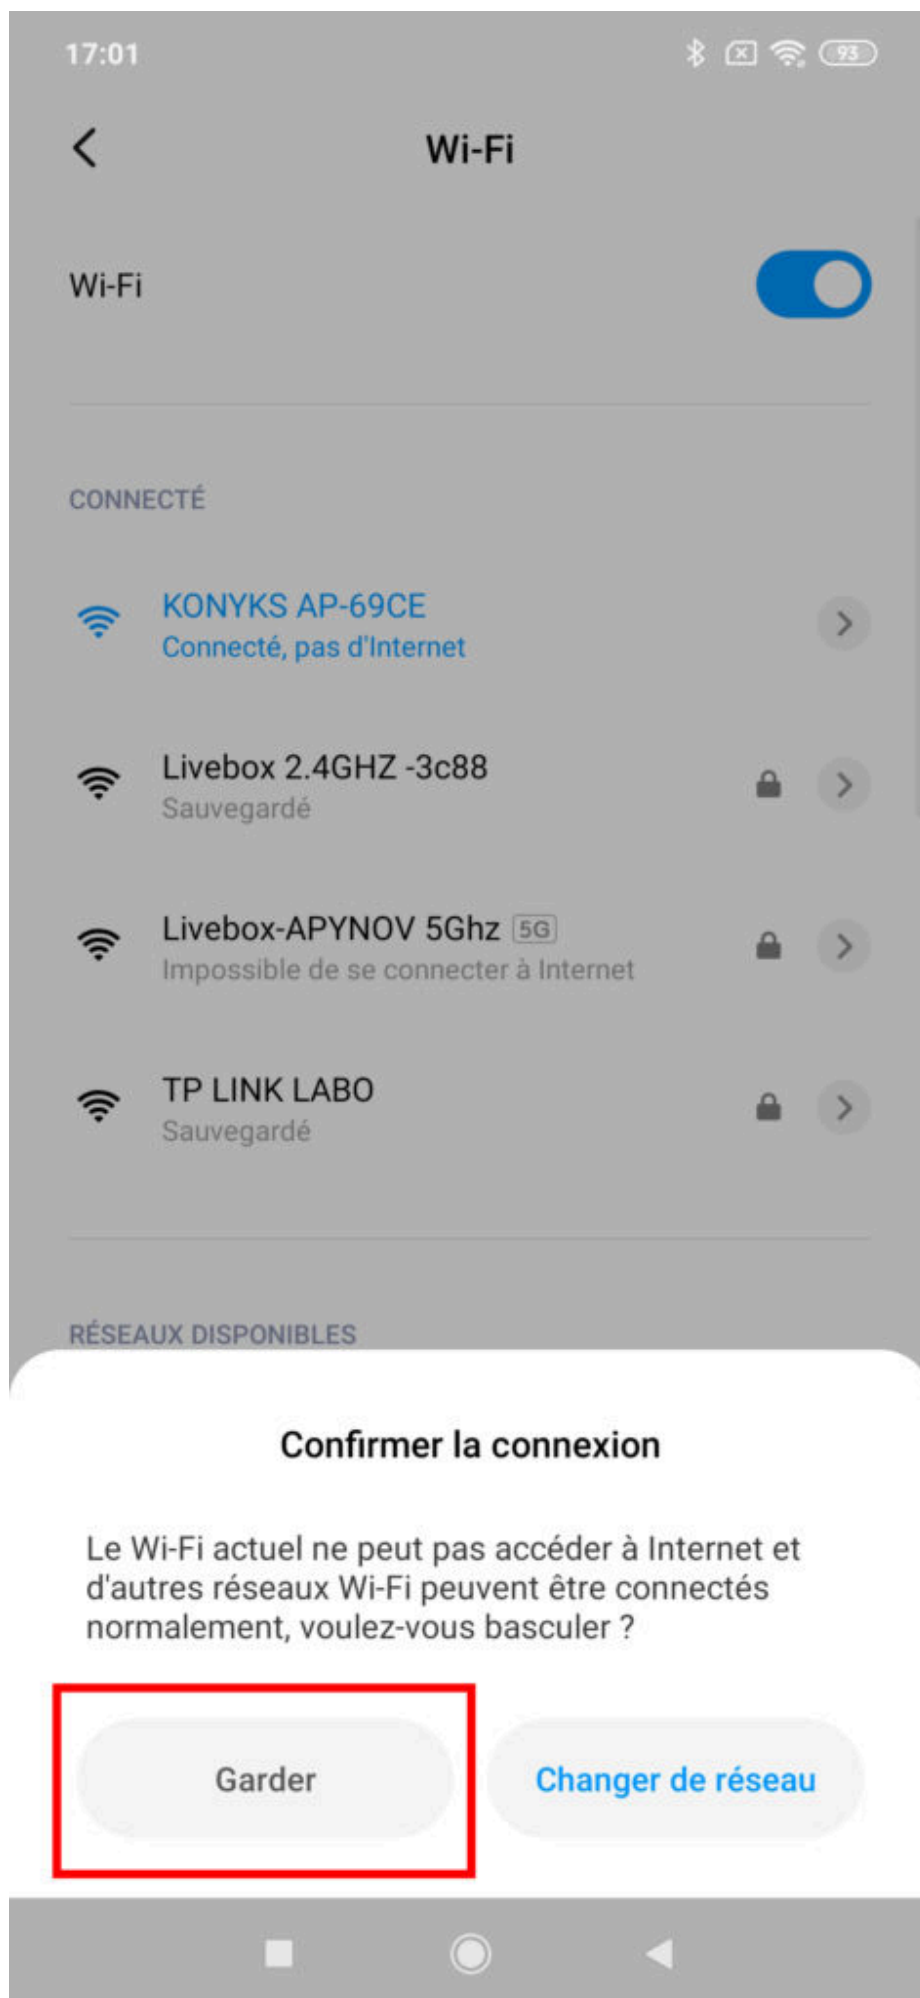 17:01
93
Wi-Fi
Wi-Fi
CONNECTÉ
KONYKS AP-69CE
Connecté, pas d'Internet
Livebox 2.4GHZ -3c88
Sauvegardé
Livebox-APYNOV 5Ghz 5G
Impossible de se connecter à Internet
TP LINK LABO
Sauvegardé
RÉSEAUX DISPONIBLES
Confirmer la connexion
Le Wi-Fi actuel ne peut pas accéder à Internet et
d'autres réseaux Wi-Fi peuvent être connectés
normalement, voulez-vous basculer ?
Garder
Changer de réseau